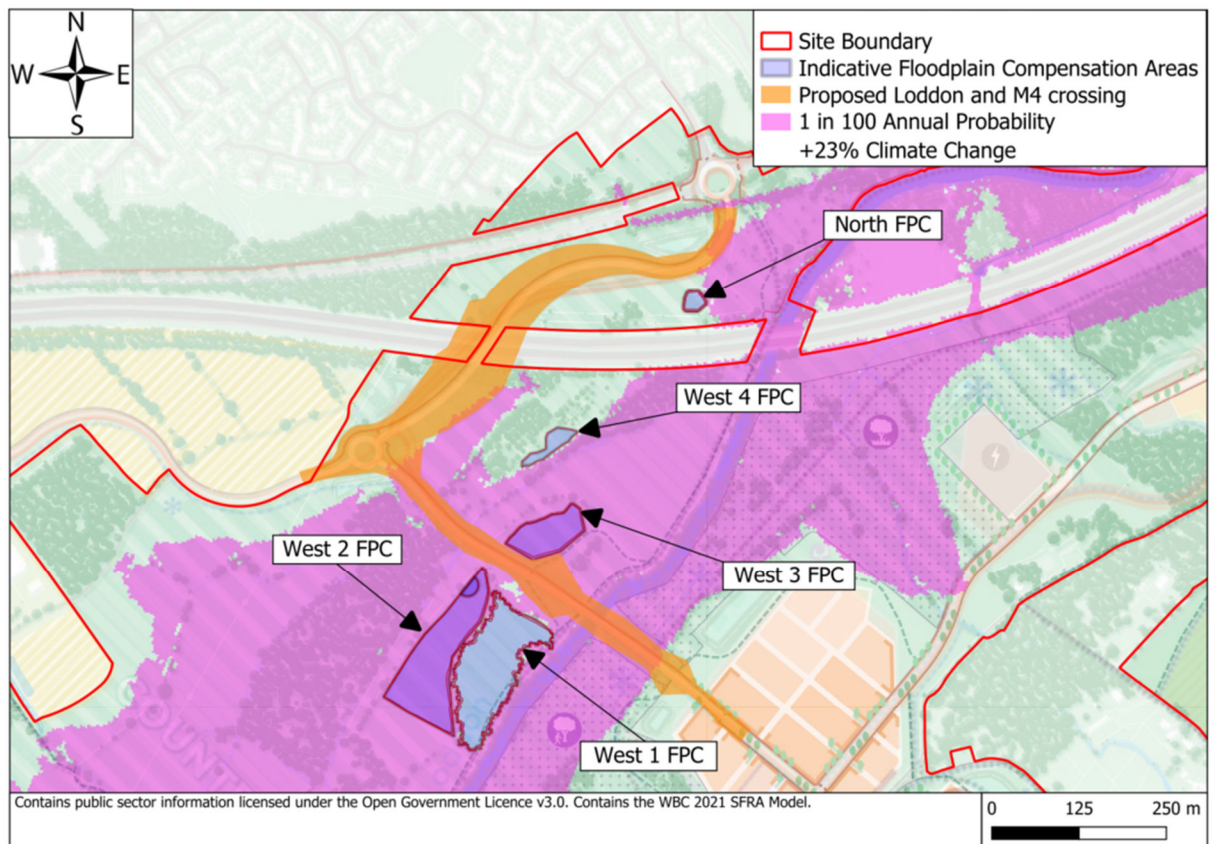 N
W E
S
Site Boundary
Indicative Floodplain Compensation Areas
Proposed Loddon and M4 crossing
1 in 100 Annual Probability
+23% Climate Change
North FPC
West 4 FPC
West 2 FPC
West 3 FPC
COUNT
West 1 FPC
Contains public sector information licensed under the Open Government Licence v3.0. Contains the WBC 2021 SFRA Model.
0 125 250 m